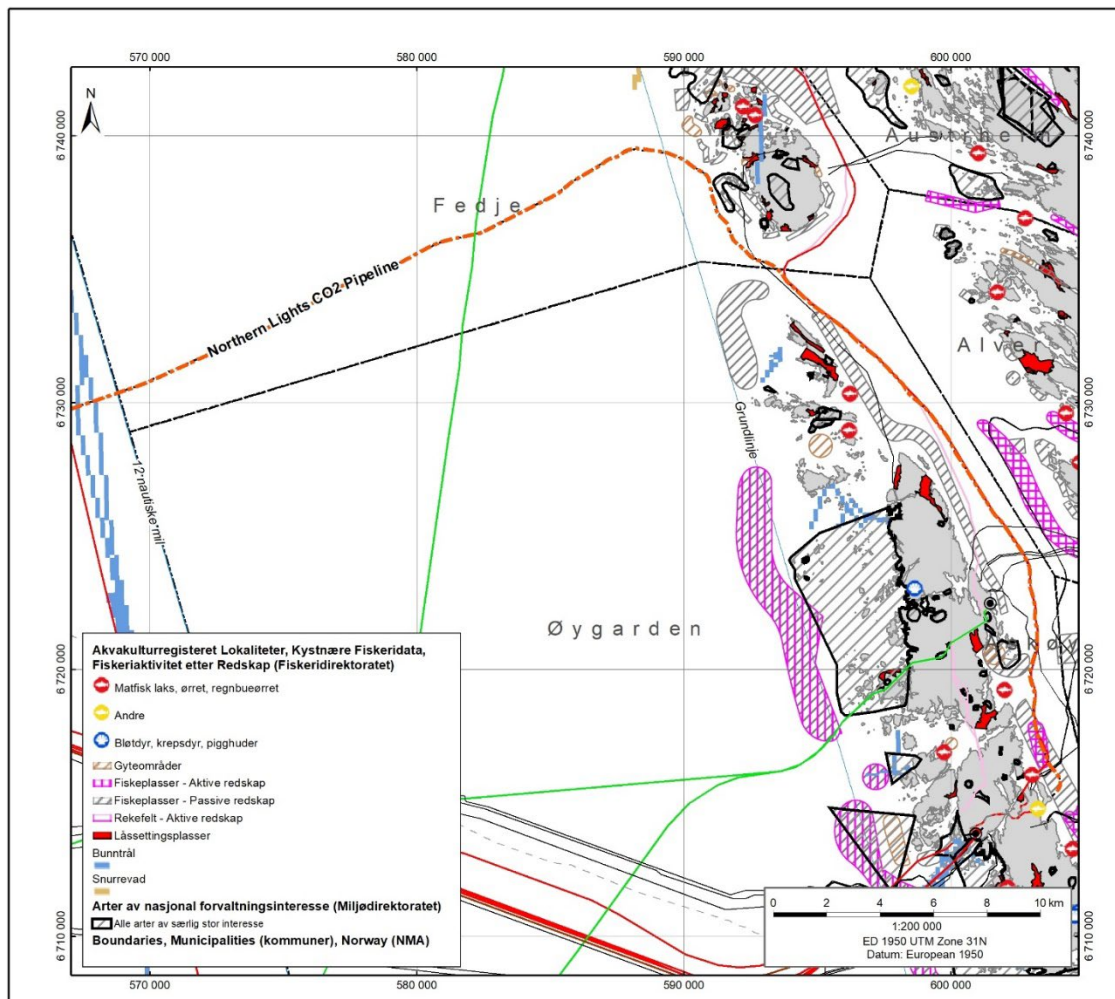 570 000
580 000
590 000
600 000
N
6 740 000
6 740 000
Austrheim
Fedje
Northern Lights CO2 Pipeline
Alver
6 730 000
6 730 000
Grundlinje
12 nautiske mil
Øygarden
6 720 000
6 720 000
Akvakulturregisteret Lokaliteter, Kystnære Fiskeridata,
Fiskeriaktivitet etter Redskap (Fiskeridirektoratet)
Matfisk laks, ørret, regnbueørret
Andre
Bløtdyr, krepsdyr, pigghuder
Gyteområder
Fiskeplasser - Aktive redskap
Fiskeplasser - Passive redskap
Rekefelt - Aktive redskap
Låssettingsplasser
Bunntrål
Snurrevad
Arter av nasjonal forvaltningsinteresse (Miljødirektoratet)
Alle arter av særlig stor interesse
Boundaries, Municipalities (kommuner), Norway (NMA)
0 2 4 6 8 10 km
1:200 000
ED 1950 UTM Zone 31N
Datum: European 1950
6 710 000
6 710 000
570 000
580 000
590 000
600 000